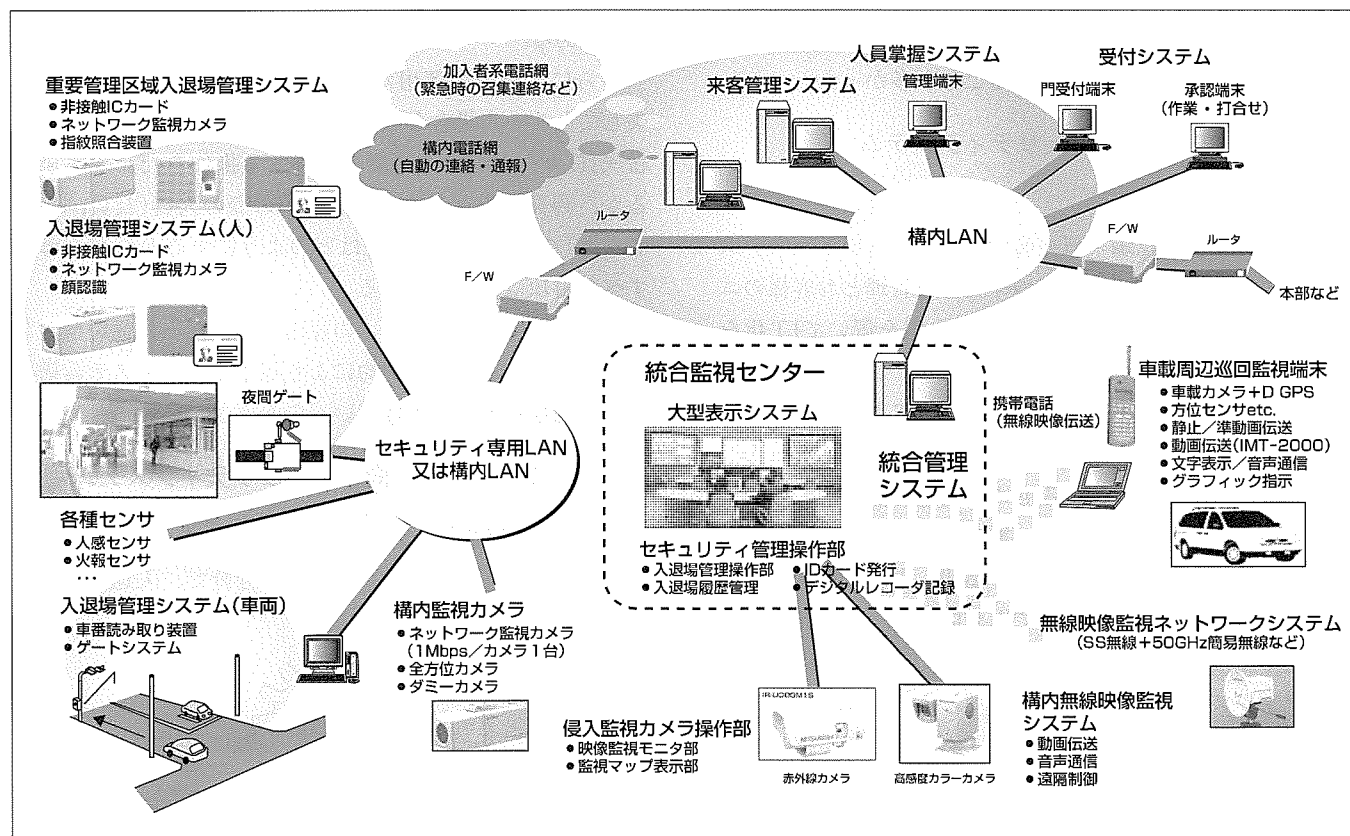 重要管理区域入退場管理システム
●非接触ICカード
●ネットワーク監視カメラ
●指紋照合装置
入退場管理システム(人)
●非接触ICカード
●ネットワーク監視カメラ
●顔認識
夜間ゲート
各種センサ
●人感センサ
●火報センサ
…
入退場管理システム(車両)
●車番読み取り装置
●ゲートシステム
加入者系電話網
(緊急時の召集連絡など)
構内電話網
(自動の連絡・通報)
ルータ
F/W
セキュリティ専用LAN
又は構内LAN
構内監視カメラ
●ネットワーク監視カメラ
(1Mbps/カメラ1台)
●全方位カメラ
●ダミーカメラ
来客管理システム
人員掌握システム
管理端末
受付システム
門受付端末
承認端末
(作業・打合せ)
構内LAN
F/W
ルータ
本部など
統合監視センター
大型表示システム
統合管理
システム
セキュリティ管理操作部
●入退場管理操作部
●IDカード発行
●入退場履歴管理
●デジタルレコーダ記録
携帯電話
(無線映像伝送)
車載周辺巡回監視端末
●車載カメラ+D GPS
●方位センサetc.
●静止/準動画伝送
●動画伝送(IMT-2000)
●文字表示/音声通信
●グラフィック指示
無線映像監視ネットワークシステム
(SS無線+50GHz簡易無線など)
侵入監視カメラ操作部
●映像監視モニタ部
●監視マップ表示部
赤外線カメラ
高感度カラーカメラ
構内無線映像監視
システム
●動画伝送
●音声通信
●遠隔制御